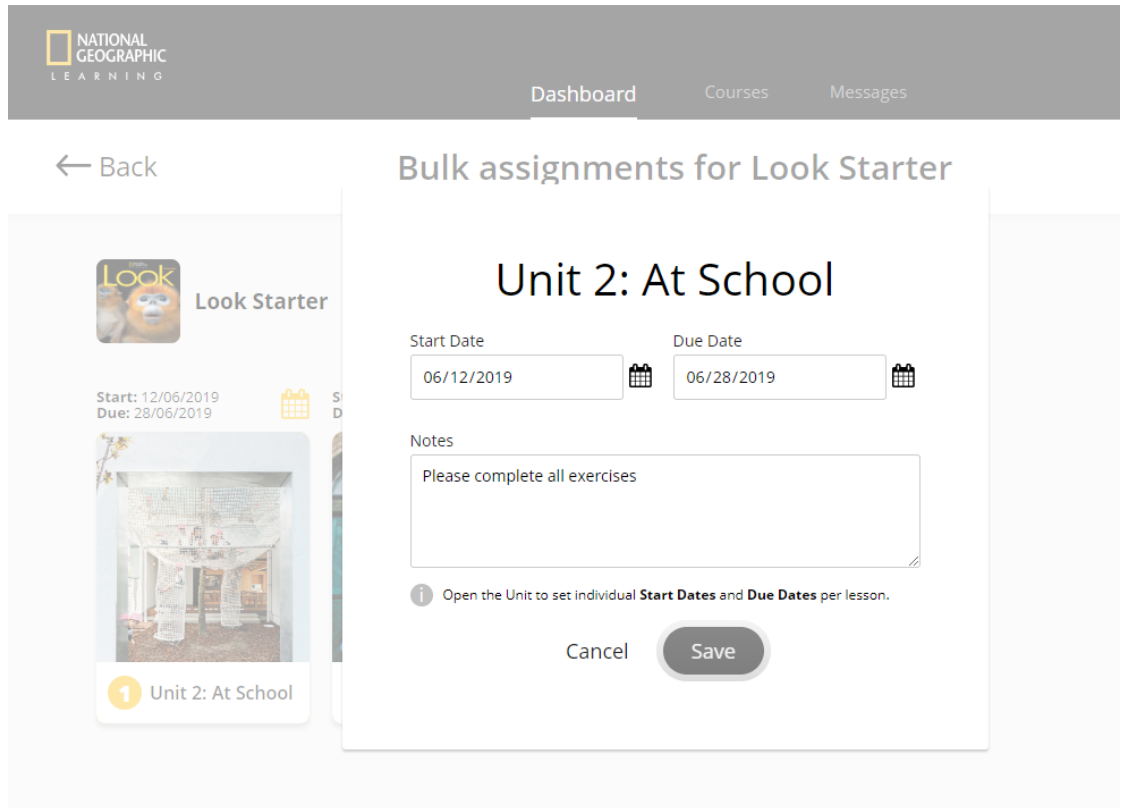 NATIONAL
GEOGRAPHIC
LEARNING
Dashboard
Courses
Messages
Back
Bulk assignments for Look Starter
Look
Look Starter
Start: 12/06/2019
Due: 28/06/2019
S
D
1
Unit 2: At School
Unit 2: At School
Start Date
Due Date
06/12/2019
06/28/2019
Notes
Please complete all exercises
i
Open the Unit to set individual Start Dates and Due Dates per lesson.
Cancel
Save